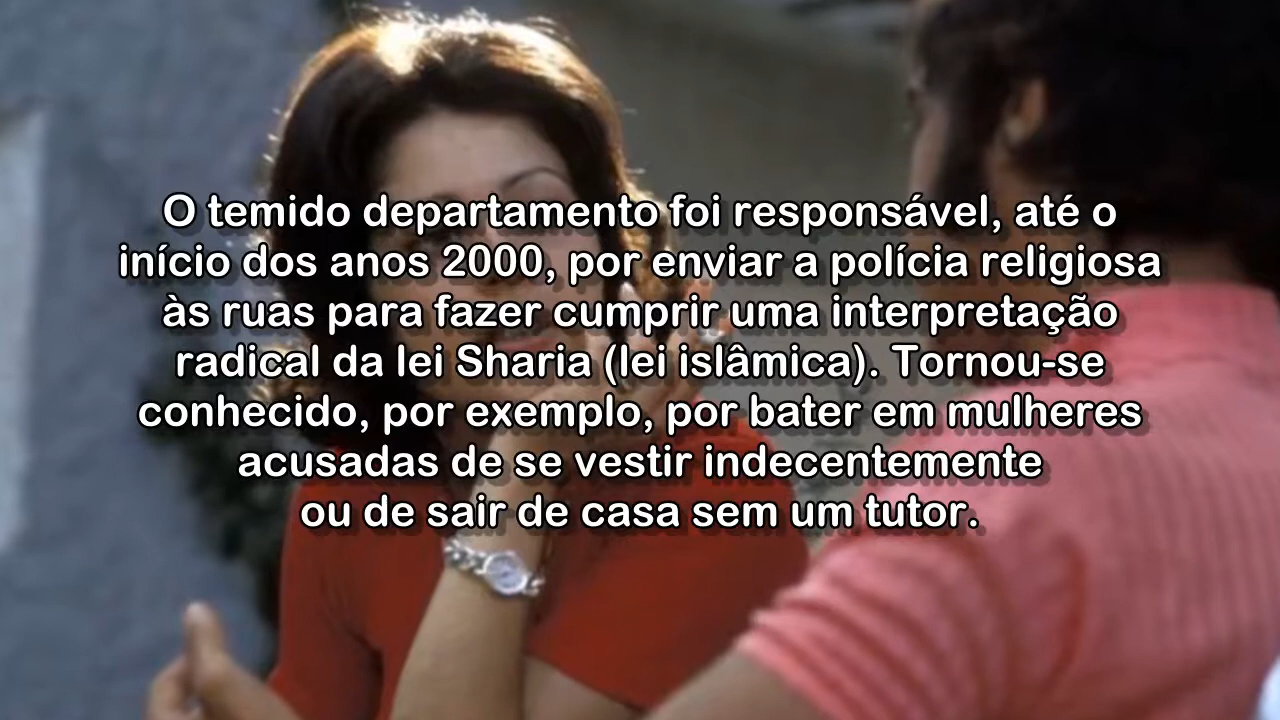 O temido departamento foi responsável, até o
início dos anos 2000, por enviar a polícia religiosa
às ruas para fazer cumprir uma interpretação
radical da lei Sharia (lei islâmica). Tornou-se
conhecido, por exemplo, por bater em mulheres
acusadas de se vestir indecentemente
ou de sair de casa sem um tutor.